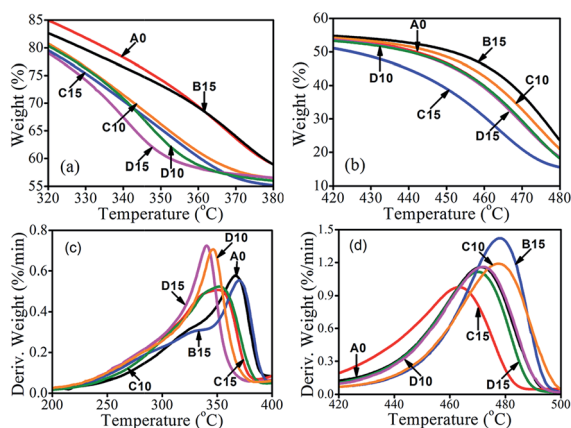 85
80
75
70
65
60
55
320 340 360 380
Weight (%)
Temperature (°C)
A0
B15
C15
C10
D15
D10
(a)
60
50
40
30
20
10
420 430 440 450 460 470 480
Weight (%)
Temperature (°C)
A0
B15
D10
C10
C15
D15
(b)
0.8
0.6
0.4
0.2
0.0
200 250 300 350 400
Deriv. Weight (%/min)
Temperature (°C)
(c)
D10
A0
D15
B15
C10
C15
1.5
1.2
0.9
0.6
0.3
0.0
420 440 460 480 500
Deriv. Weight (%/min)
Temperature (°C)
(d)
C10
B15
C15
A0
D10
D15